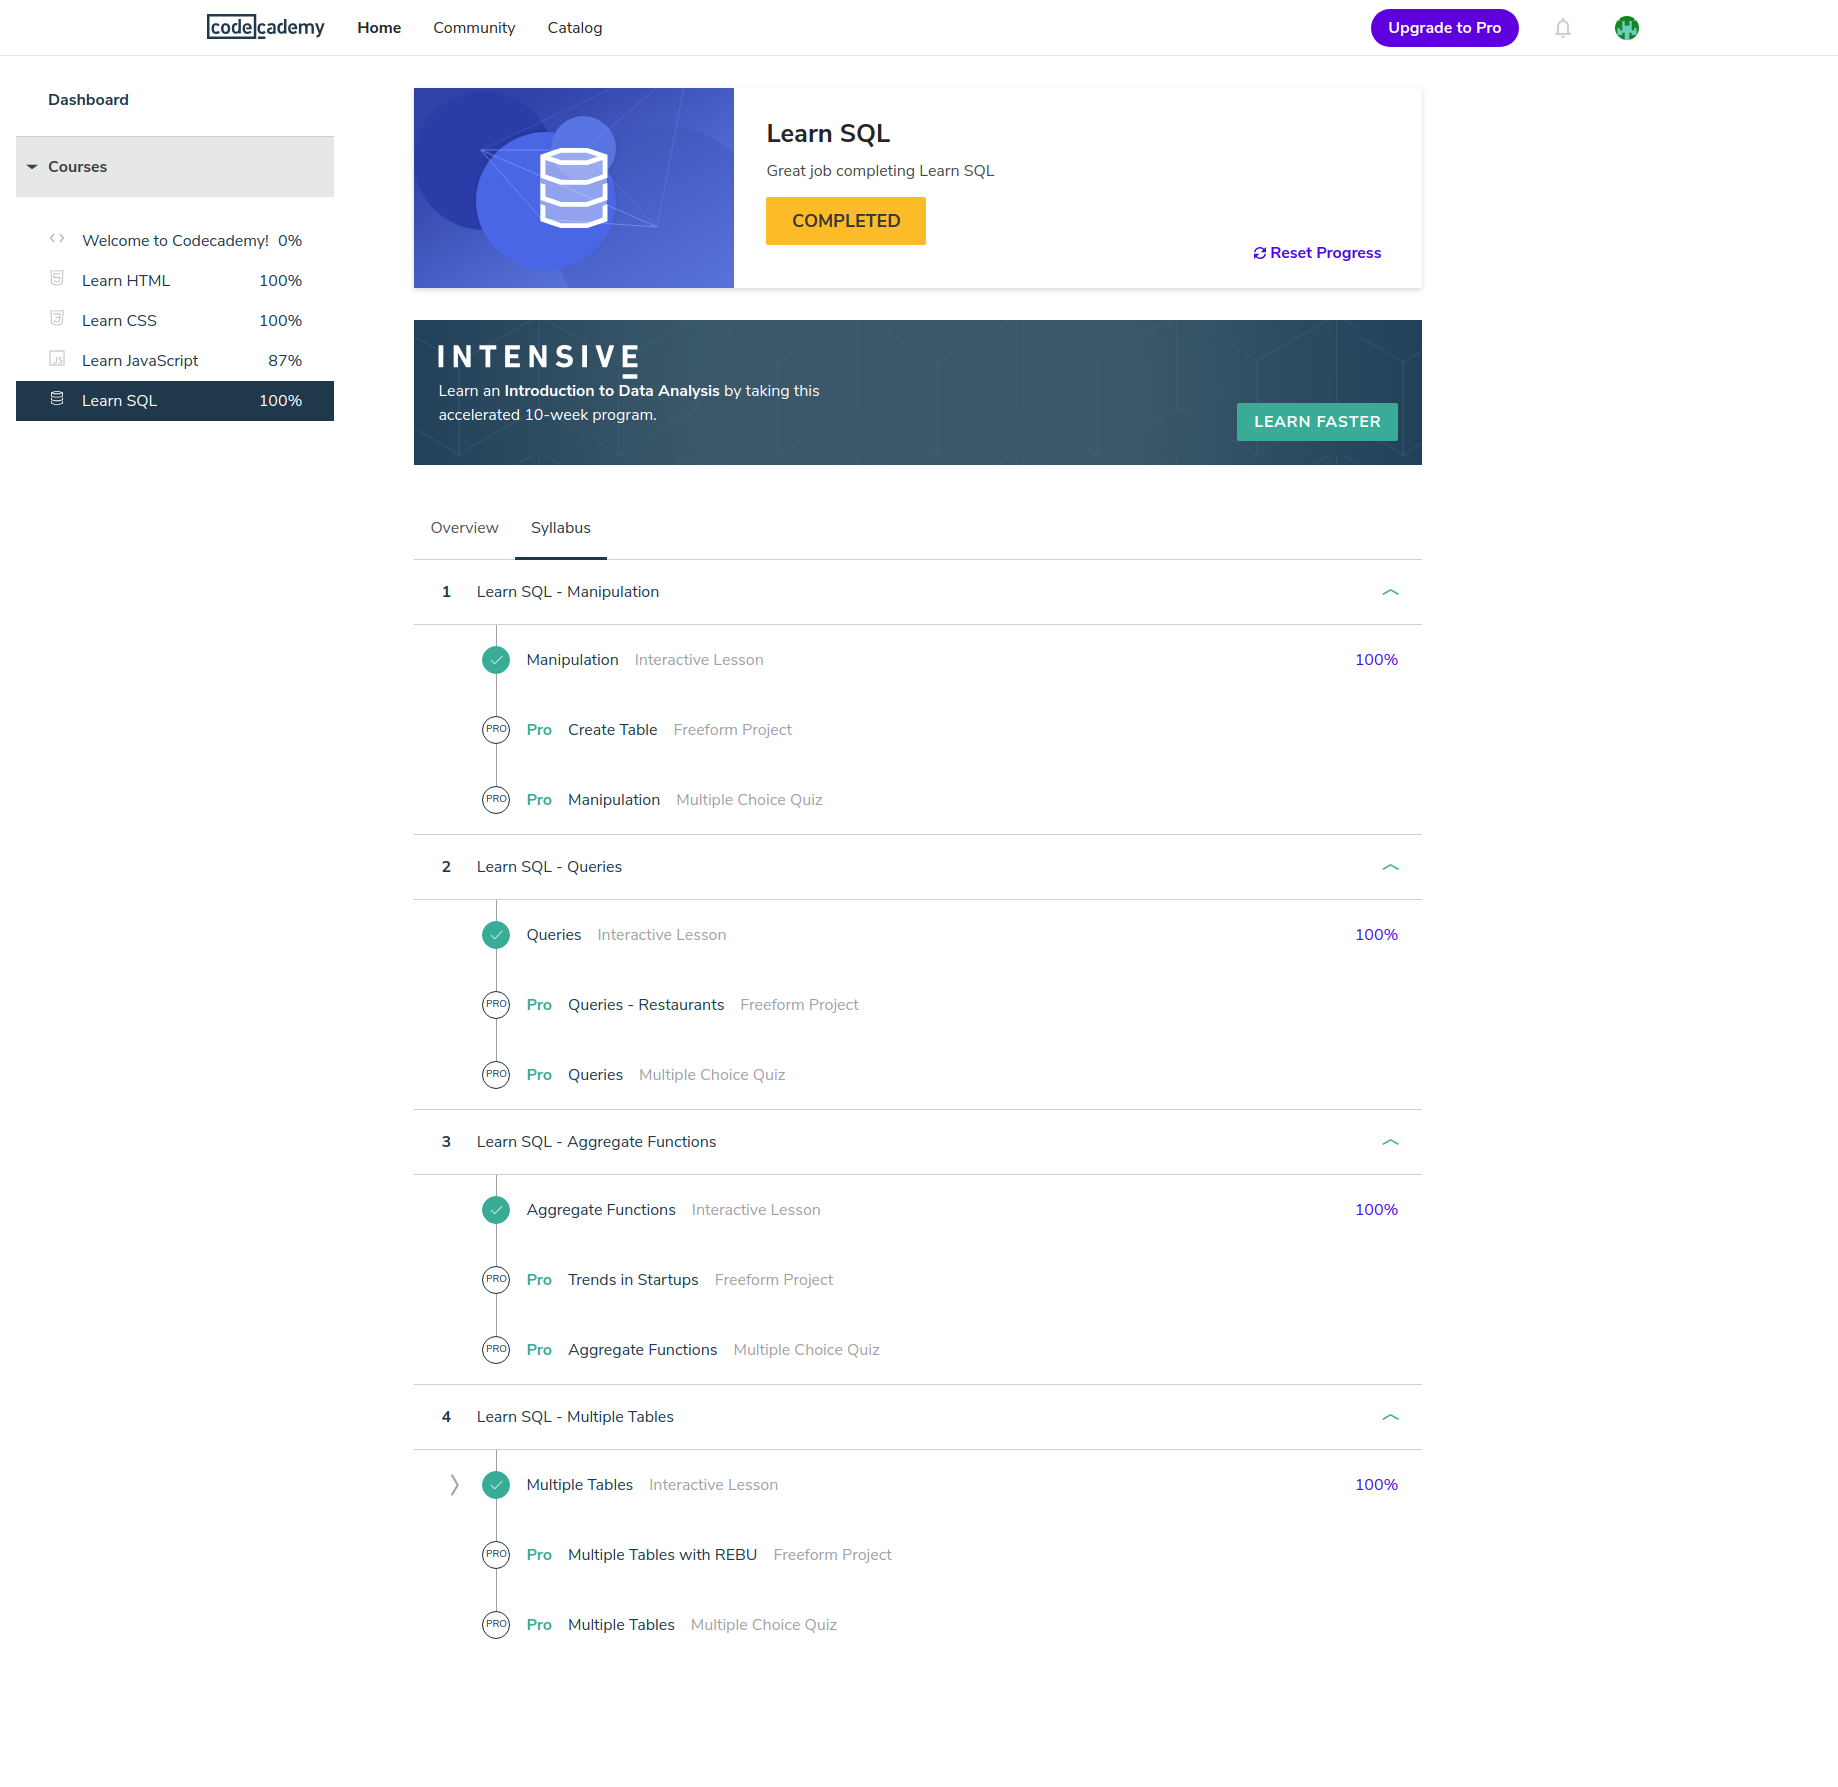 codecademy Home Community Catalog Upgrade to Pro
Dashboard
Courses
Welcome to Codecademy! 0%
Learn HTML 100%
Learn CSS 100%
JS Learn JavaScript 87%
Learn SQL 100%
Learn SQL
Great job completing Learn SQL
COMPLETED
Reset Progress
INTENSIVE
Learn an Introduction to Data Analysis by taking this
accelerated 10-week program.
LEARN FASTER
Overview Syllabus
1 Learn SQL - Manipulation
Manipulation Interactive Lesson 100%
PRO Pro Create Table Freeform Project
PRO Pro Manipulation Multiple Choice Quiz
2 Learn SQL - Queries
Queries Interactive Lesson 100%
PRO Pro Queries - Restaurants Freeform Project
PRO Pro Queries Multiple Choice Quiz
3 Learn SQL - Aggregate Functions
Aggregate Functions Interactive Lesson 100%
PRO Pro Trends in Startups Freeform Project
PRO Pro Aggregate Functions Multiple Choice Quiz
4 Learn SQL - Multiple Tables
Multiple Tables Interactive Lesson 100%
PRO Pro Multiple Tables with REBU Freeform Project
PRO Pro Multiple Tables Multiple Choice Quiz